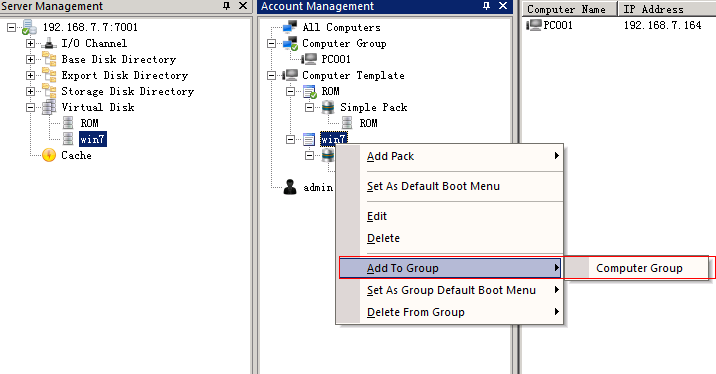 Server Management
192.168.7.7:7001
I/O Channel
Base Disk Directory
Export Disk Directory
Storage Disk Directory
Virtual Disk
ROM
win7
Cache
Account Management
All Computers
Computer Group
PC001
Computer Template
ROM
Simple Pack
ROM
win7
admin
Add Pack
Set As Default Boot Menu
Edit
Delete
Add To Group
Set As Group Default Boot Menu
Delete From Group
Computer Group
Computer Name IP Address
PC001 192.168.7.164